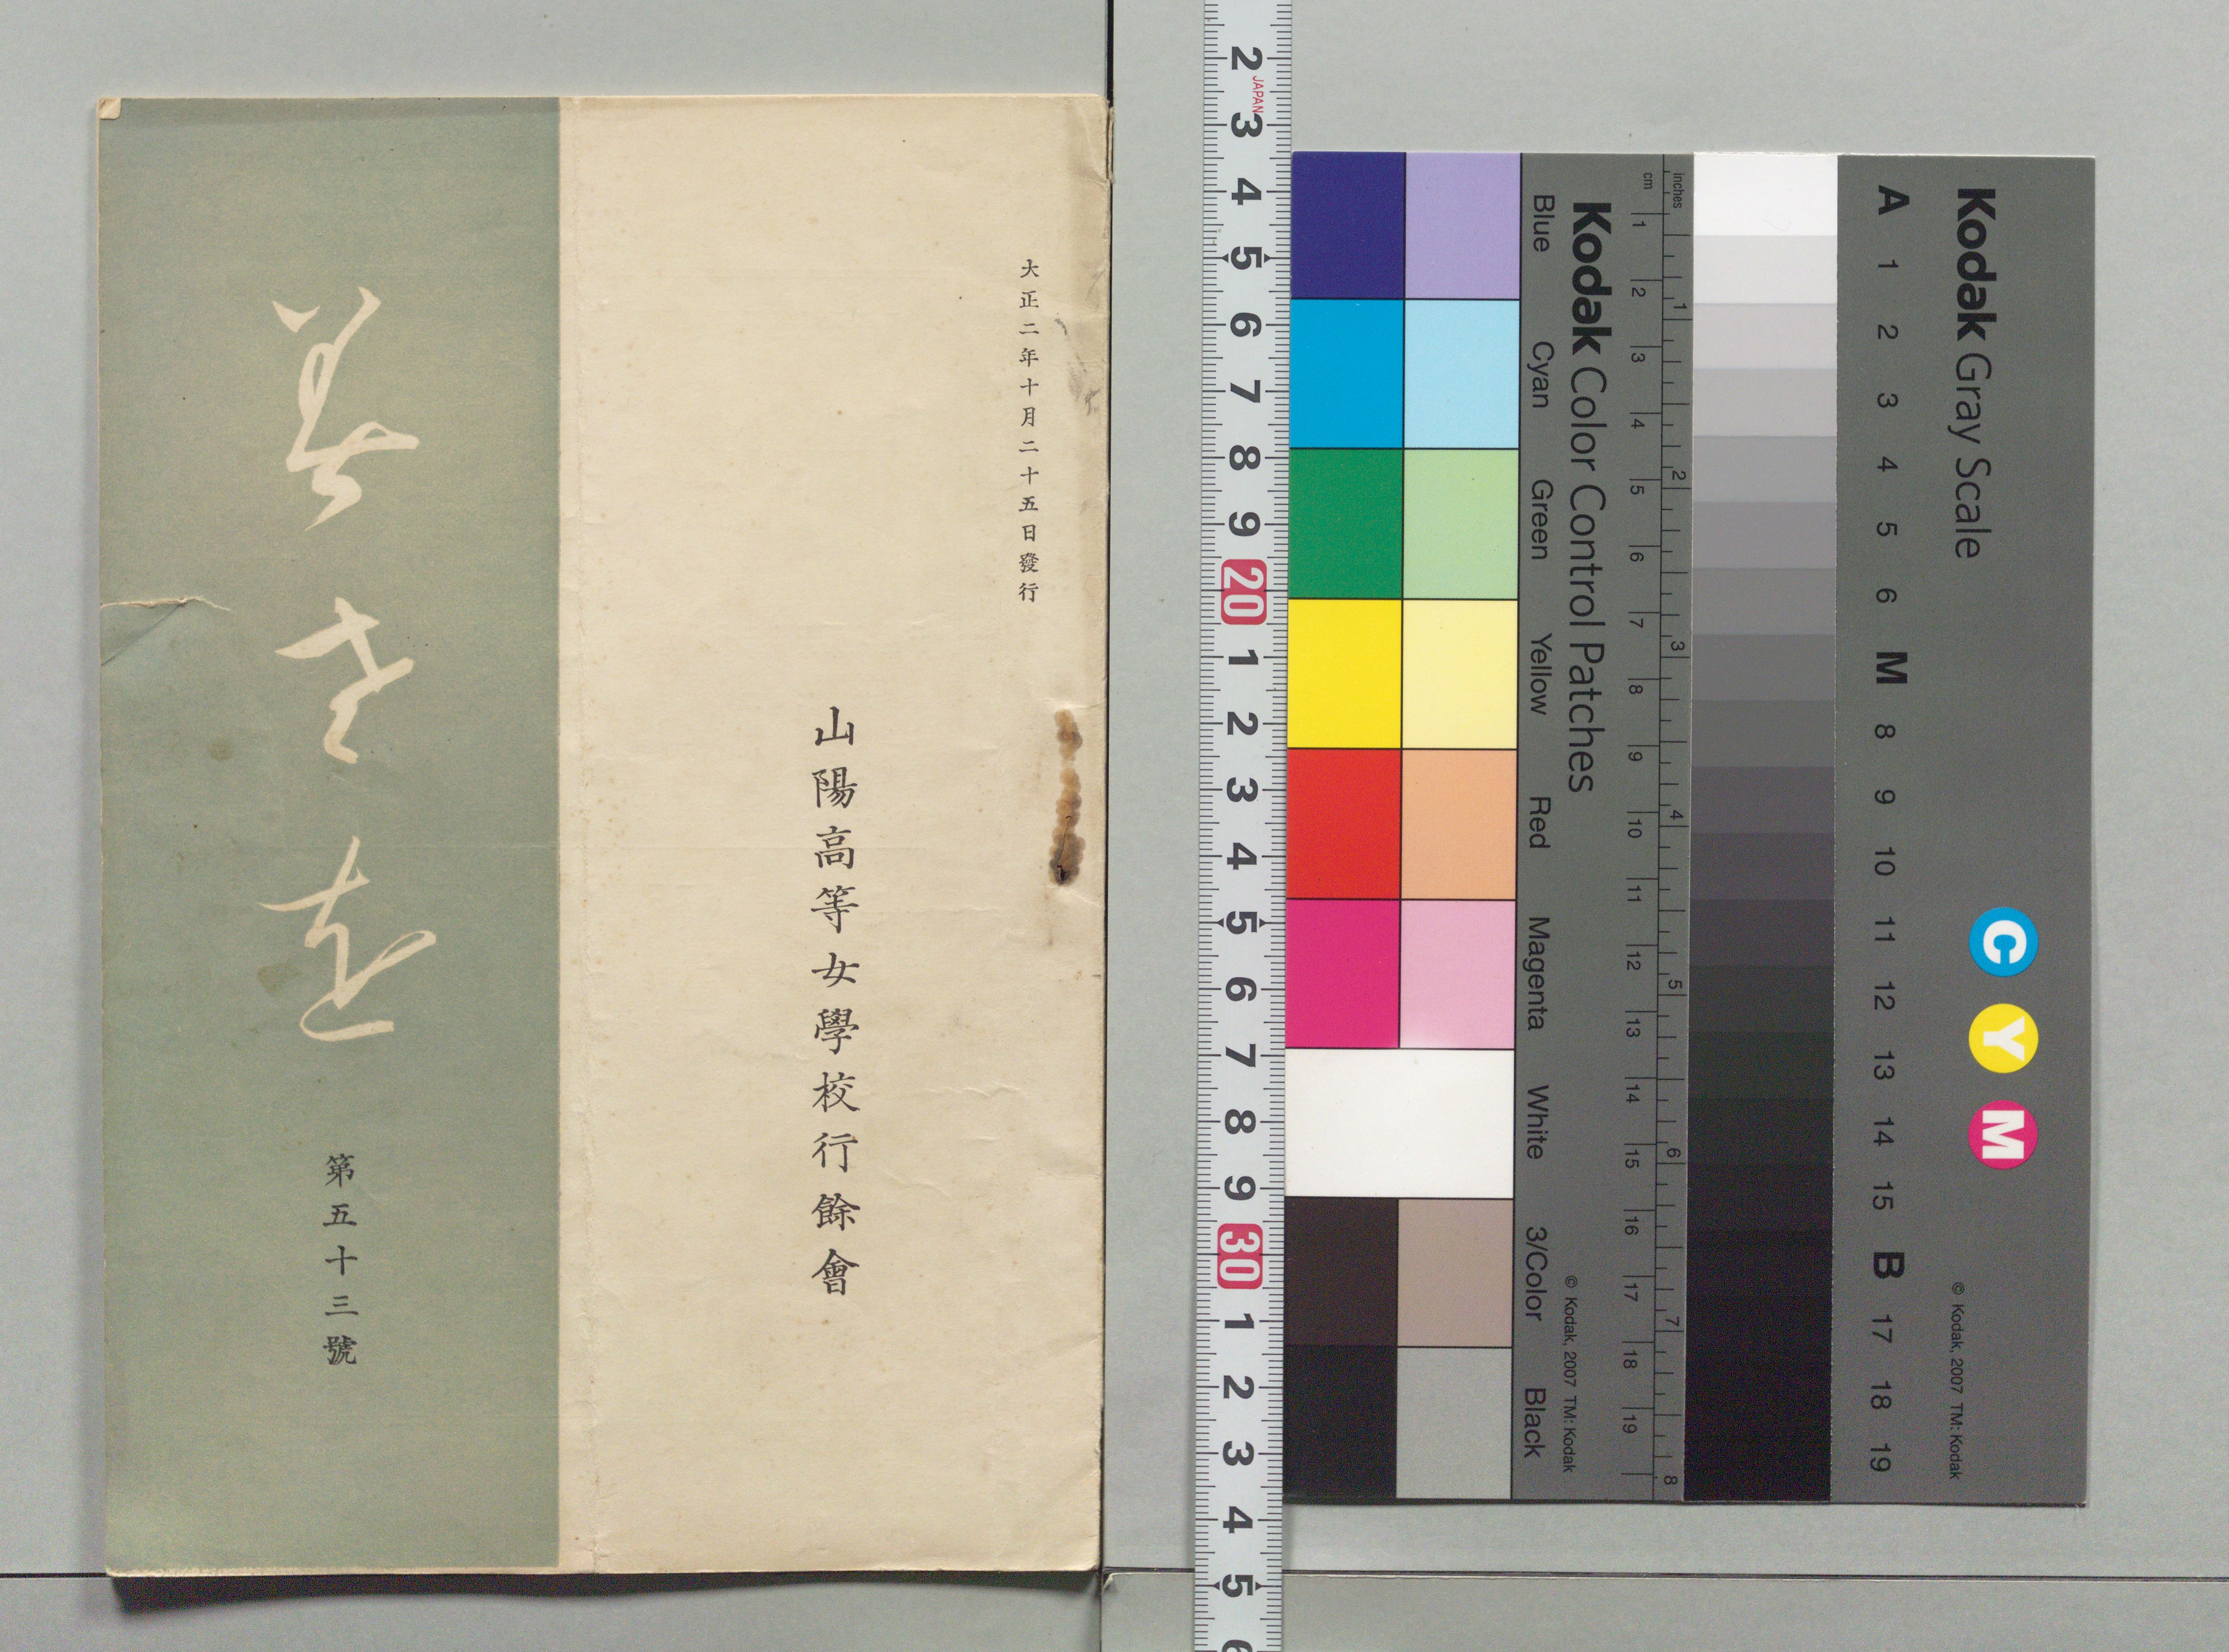 大正二年十月二十五日發行
山陽高等女學校行餘會
美さを
第五十三號
2 3 4 5 6 7 8 9 20 1 2 3 4 5 6 7 8 9 30 1 2 3 4 5 6
JAPAN
Kodak Color Control Patches
Blue Cyan Green Yellow Red Magenta White 3/Color Black
© Kodak, 2007 TM: Kodak
inches 1 2 3 4 5 6 7 8
cm 1 2 3 4 5 6 7 8 9 10 11 12 13 14 15 16 17 18 19
Kodak Gray Scale
C Y M
© Kodak, 2007 TM: Kodak
A 1 2 3 4 5 6 M 8 9 10 11 12 13 14 15 B 17 18 19